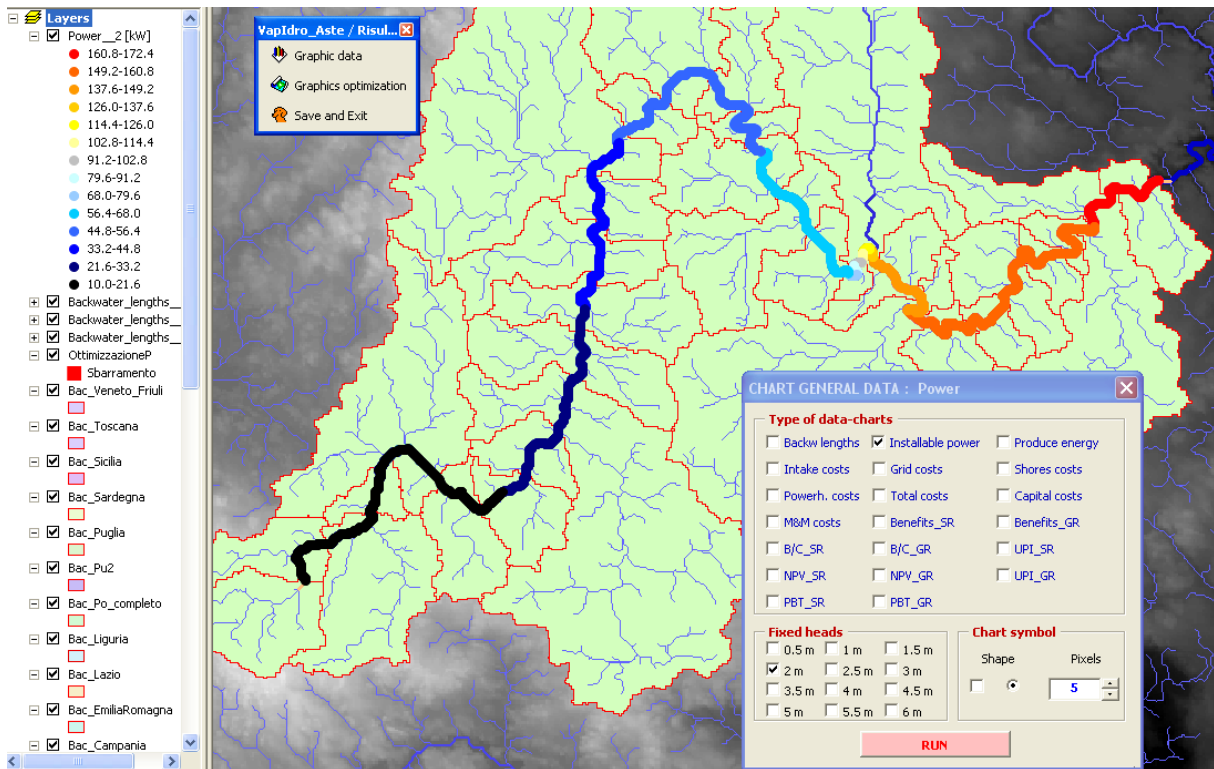 Layers
Power__2 [kW]
160.8-172.4
149.2-160.8
137.6-149.2
126.0-137.6
114.4-126.0
102.8-114.4
91.2-102.8
79.6-91.2
68.0-79.6
56.4-68.0
44.8-56.4
33.2-44.8
21.6-33.2
10.0-21.6
Backwater_lengths__
Backwater_lengths__
Backwater_lengths__
OttimizzazioneP
Sbarramento
Bac_Veneto_Friuli
Bac_Toscana
Bac_Sicilia
Bac_Sardegna
Bac_Puglia
Bac_Pu2
Bac_Po_completo
Bac_Liguria
Bac_Lazio
Bac_EmiliaRomagna
Bac_Campania
VapIdro_Aste / Risul...
Graphic data
Graphics optimization
Save and Exit
CHART GENERAL DATA : Power
Type of data-charts
Backw lengths Installable power Produce energy
Intake costs Grid costs Shores costs
Powerh. costs Total costs Capital costs
M&M costs Benefits_SR Benefits_GR
B/C_SR B/C_GR UPI_SR
NPV_SR NPV_GR UPI_GR
PBT_SR PBT_GR
Fixed heads
0.5 m 1 m 1.5 m
2 m 2.5 m 3 m
3.5 m 4 m 4.5 m
5 m 5.5 m 6 m
Chart symbol
Shape Pixels
5
RUN